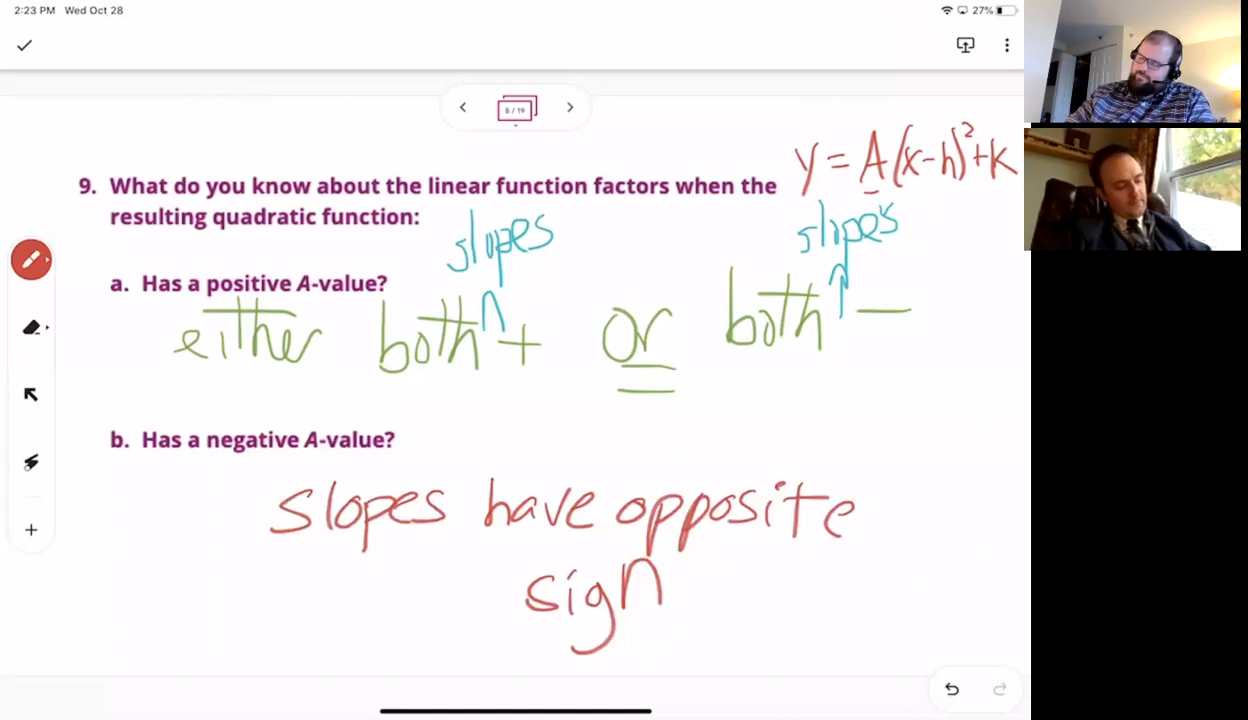 2:23 PM Wed Oct 28
27%
8 / 19
y = A(x-h)²+k
9. What do you know about the linear function factors when the
resulting quadratic function:
slopes
slopes
a. Has a positive A-value?
either both + or both -
b. Has a negative A-value?
slopes have opposite
sign